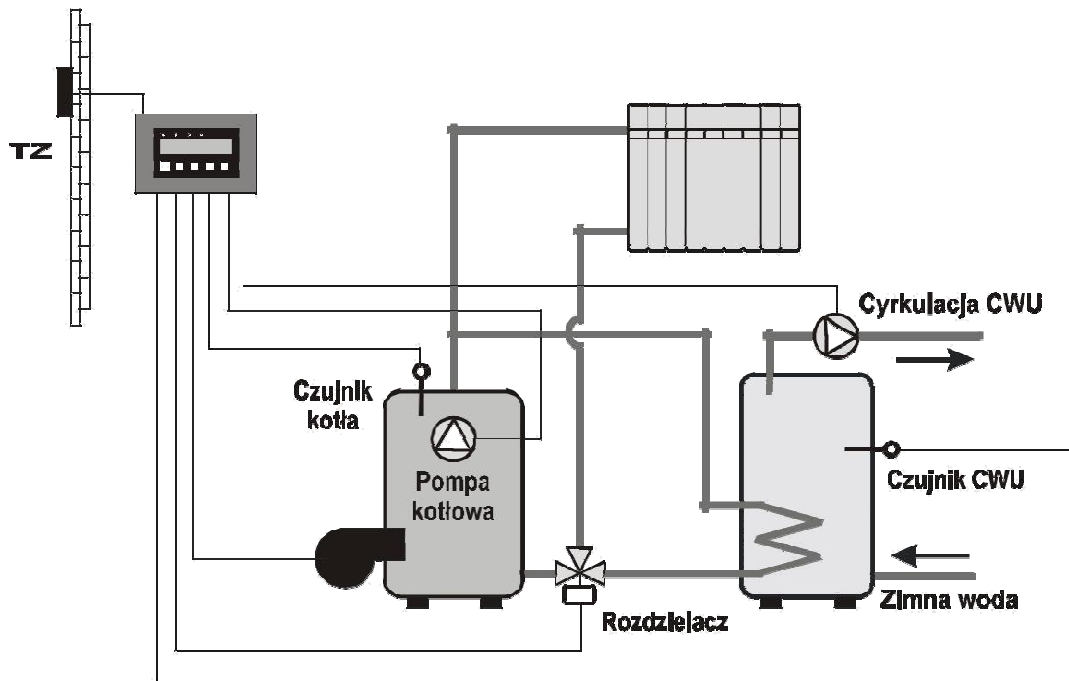 TZ
Cyrkulacja CWU
Czujnik
kotła
Pompa
kotłowa
Czujnik CWU
Zimna woda
Rozdzielacz